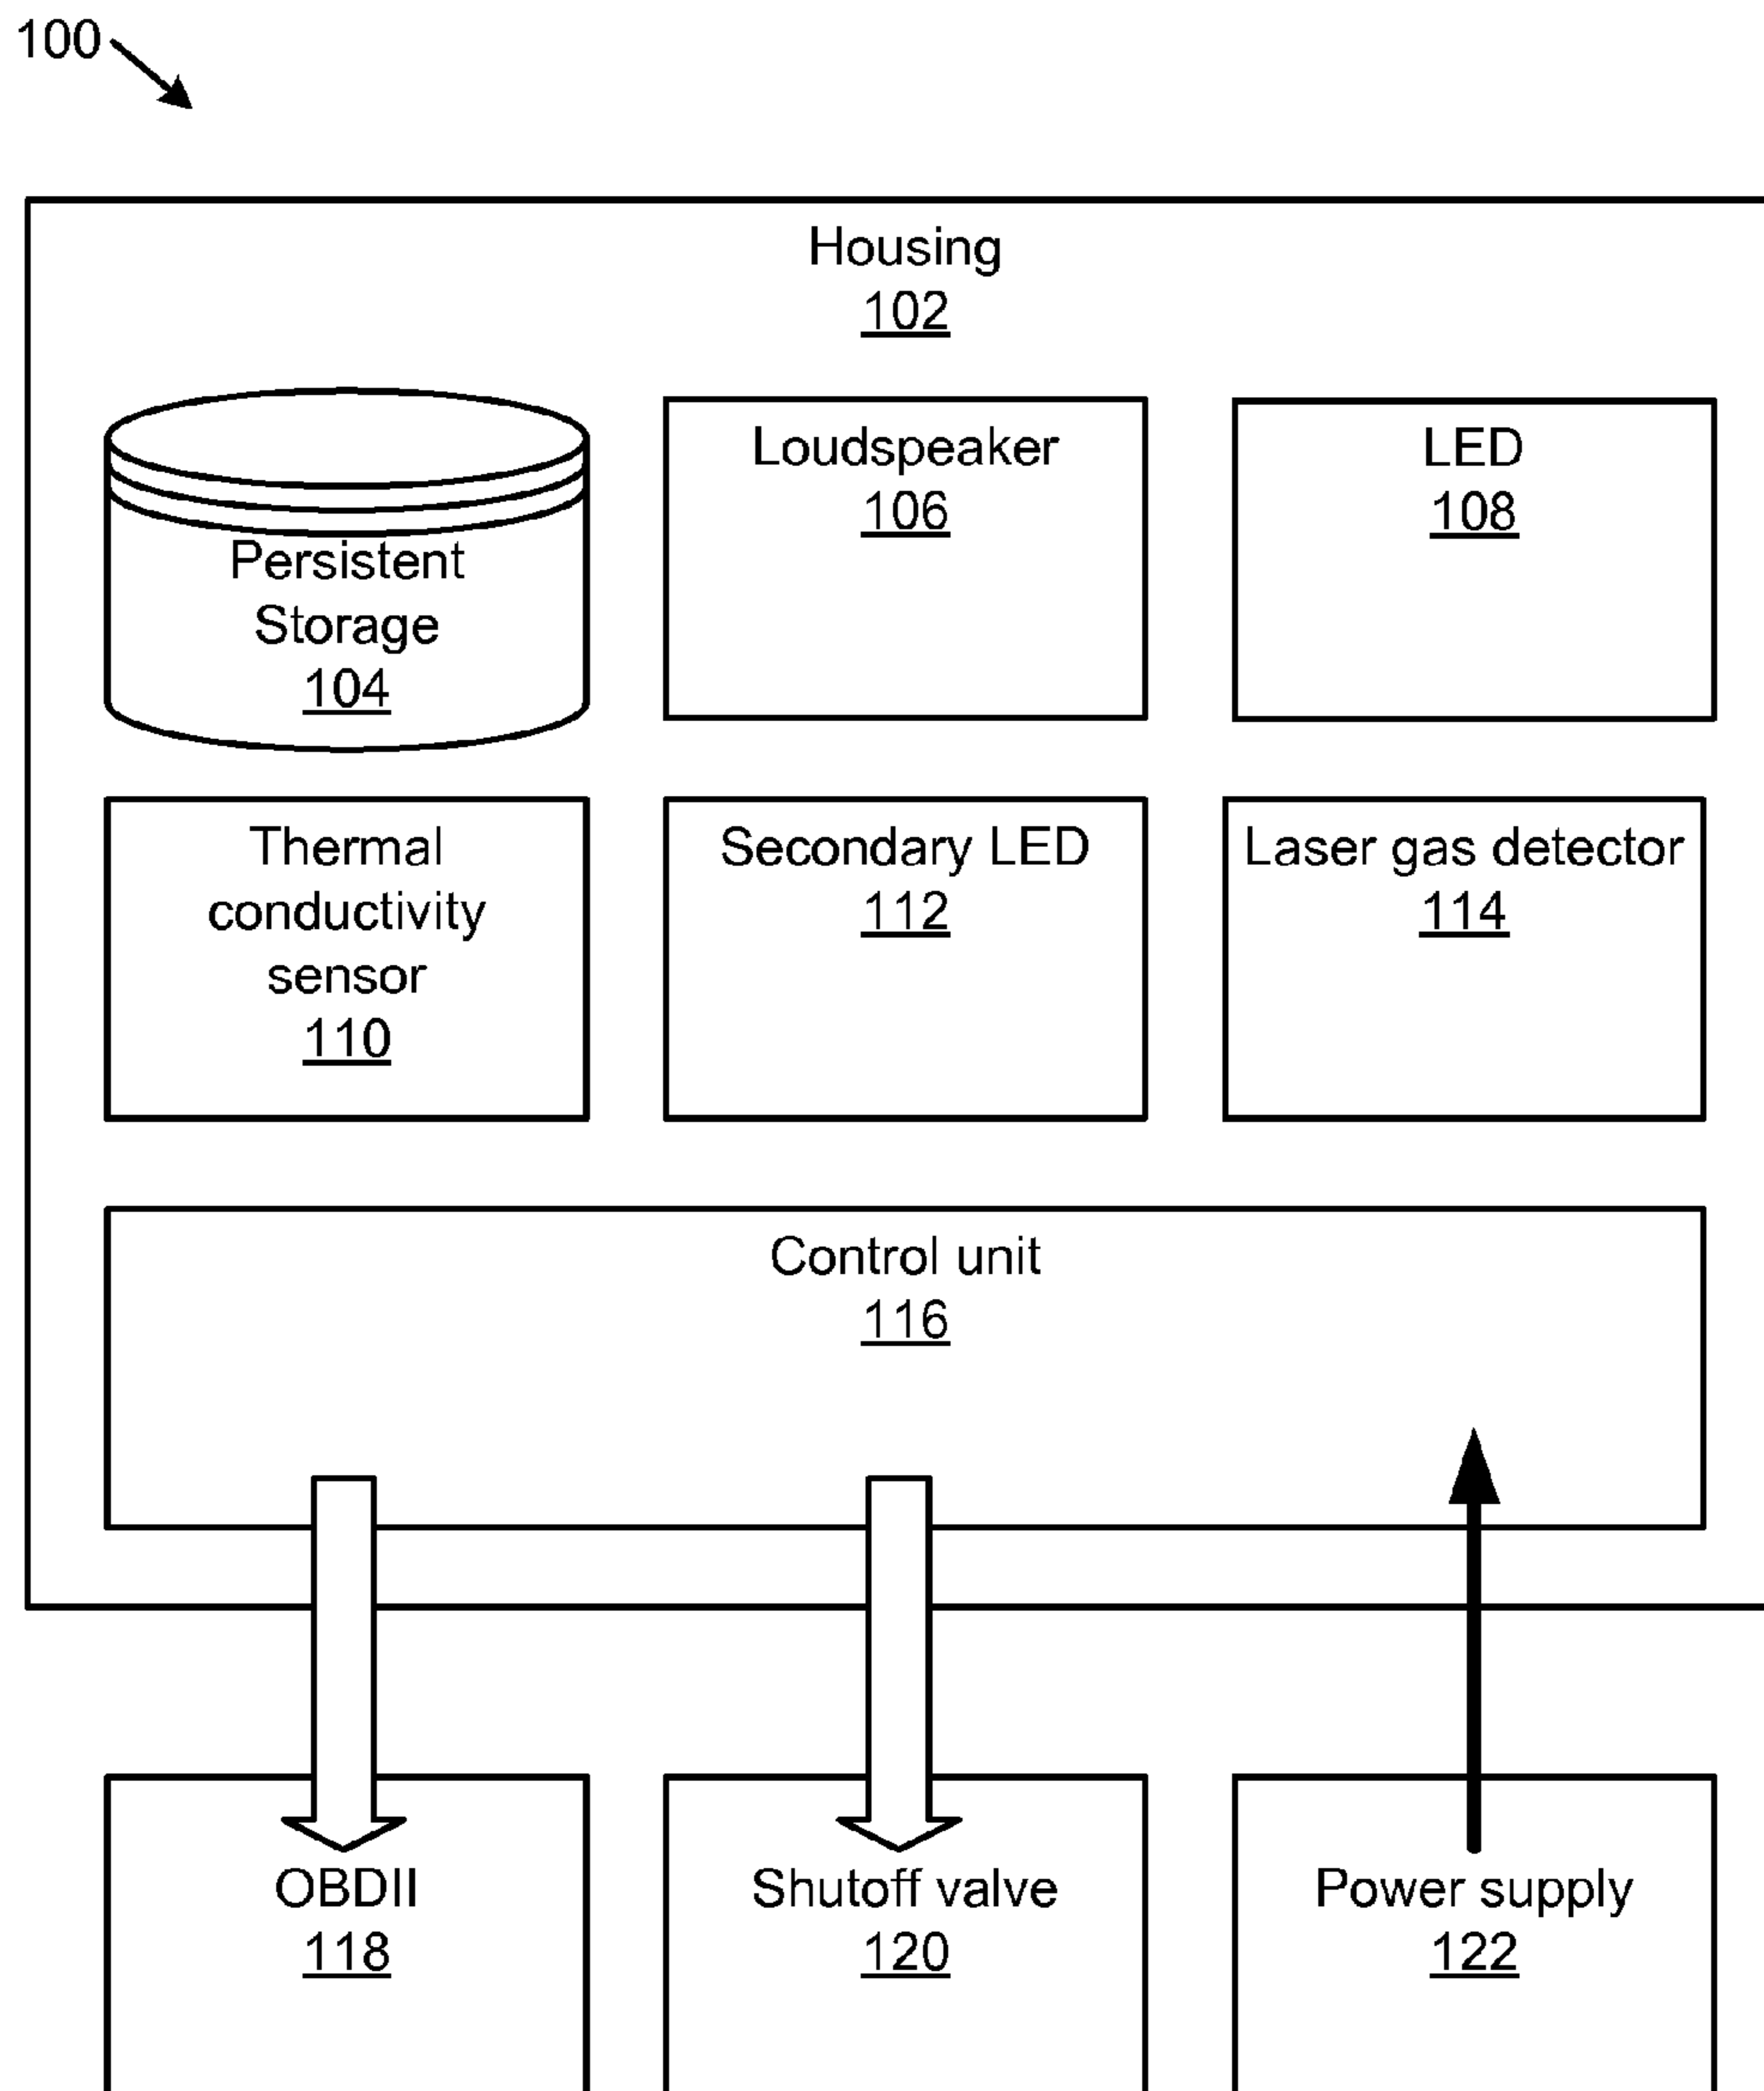 100
Housing
102
Persistent
Storage
104
Loudspeaker
106
LED
108
Thermal
conductivity
sensor
110
Secondary LED
112
Laser gas detector
114
Control unit
116
OBDII
118
Shutoff valve
120
Power supply
122